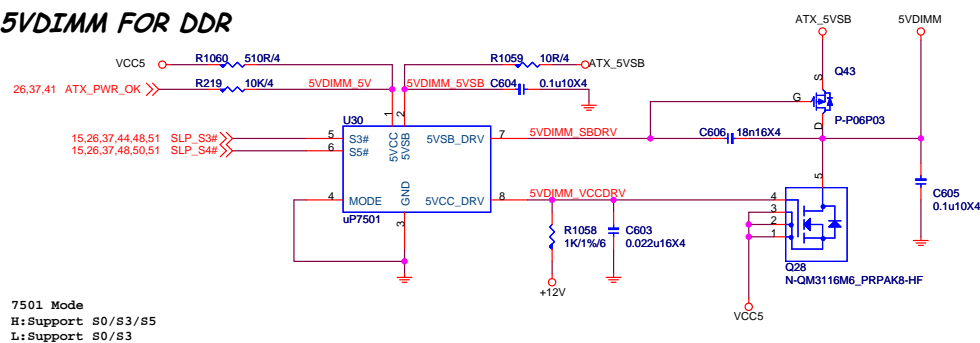 5VDIMM FOR DDR
ATX_5VSB
5VDIMM
VCC5
R1060
510R/4
R1059
10R/4
ATX_5VSB
26,37,41 ATX_PWR_OK
R219
10K/4
5VDIMM_5V
5VDIMM_5VSB
C604
0.1u10X4
S
Q43
G
P-P06P03
D
U30
1
2
15,26,37,44,48,51 SLP_S3#
15,26,37,48,50,51 SLP_S4#
5
6
S3#
S5#
5VCC
5VSB
5VSB_DRV
7
5VDIMM_SBDRV
C606
18n16X4
5
4
MODE
GND
5VCC_DRV
8
5VDIMM_VCCDRV
uP7501
3
4
3
2
1
C605
0.1u10X4
R1058
1K/1%/6
C603
0.022u16X4
+12V
Q28
N-QM3116M6_PRPAK8-HF
VCC5
7501 Mode
H:Support S0/S3/S5
L:Support S0/S3